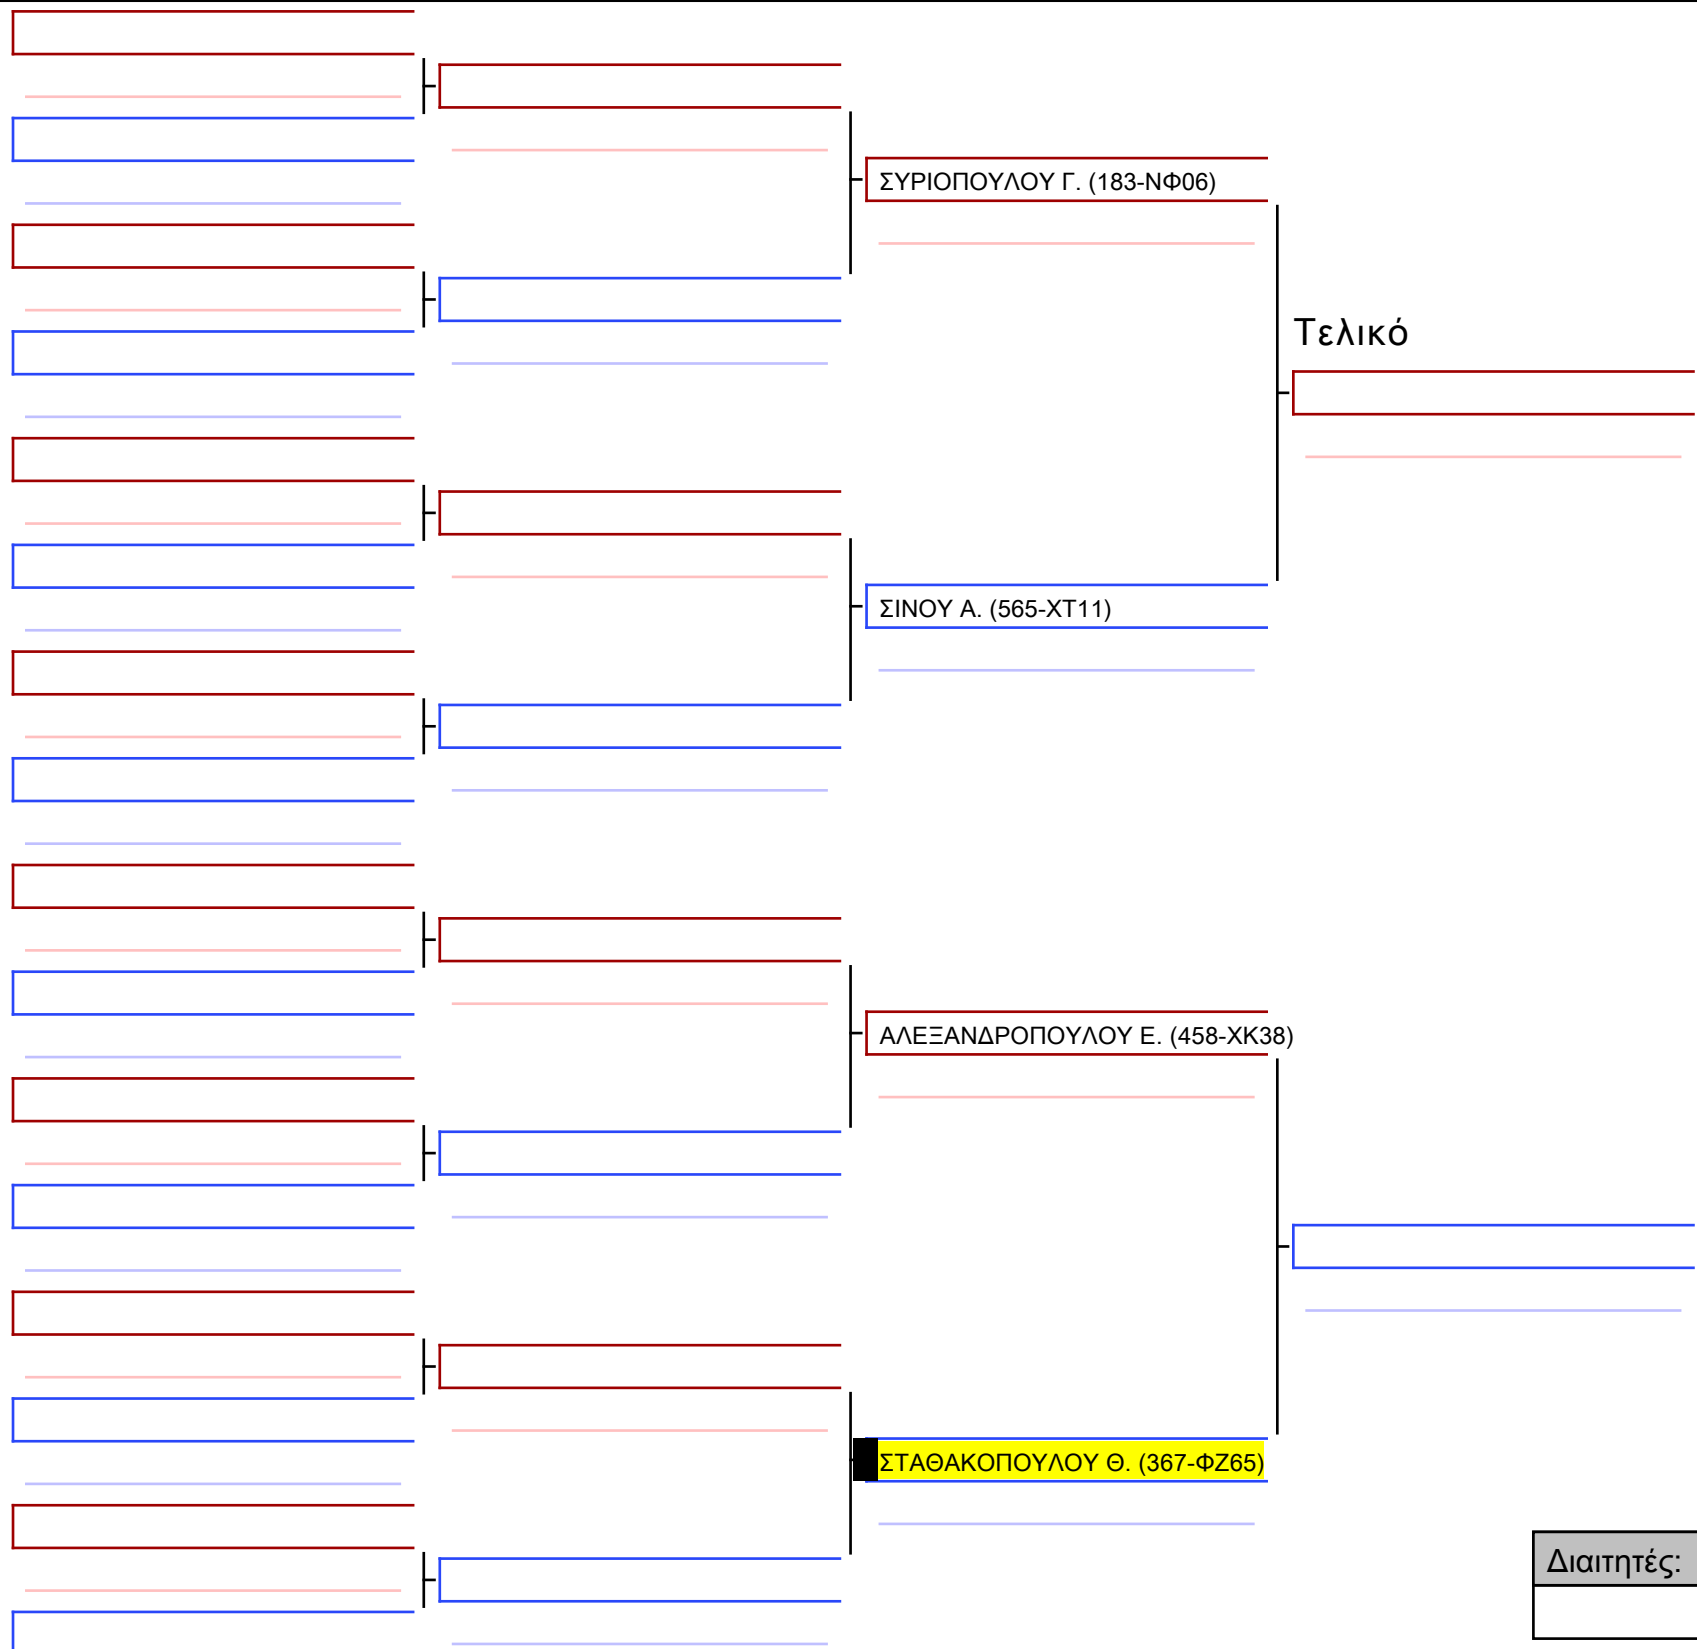 ΣΥΡΙΟΠΟΥΛΟΥ Γ. (183-ΝΦ06)
Τελικό
ΣΙΝΟΥ Α. (565-ΧΤ11)
ΑΛΕΞΑΝΔΡΟΠΟΥΛΟΥ Ε. (458-ΧΚ38)
ΣΤΑΘΑΚΟΠΟΥΛΟΥ Θ. (367-ΦΖ65)
Διαιτητές: